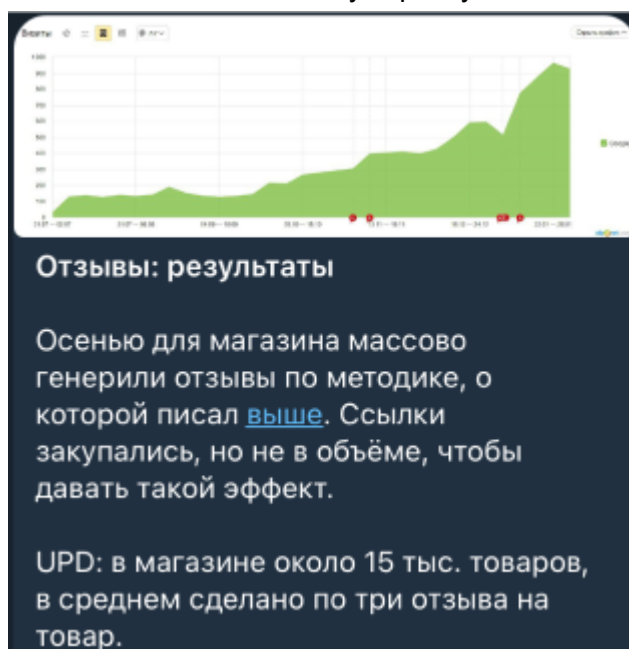 Визиты
Отзывы: результаты
Осенью для магазина массово
генерили отзывы по методике, о
которой писал выше. Ссылки
закупались, но не в объёме, чтобы
давать такой эффект.
UPD: в магазине около 15 тыс. товаров,
в среднем сделано по три отзыва на
товар.